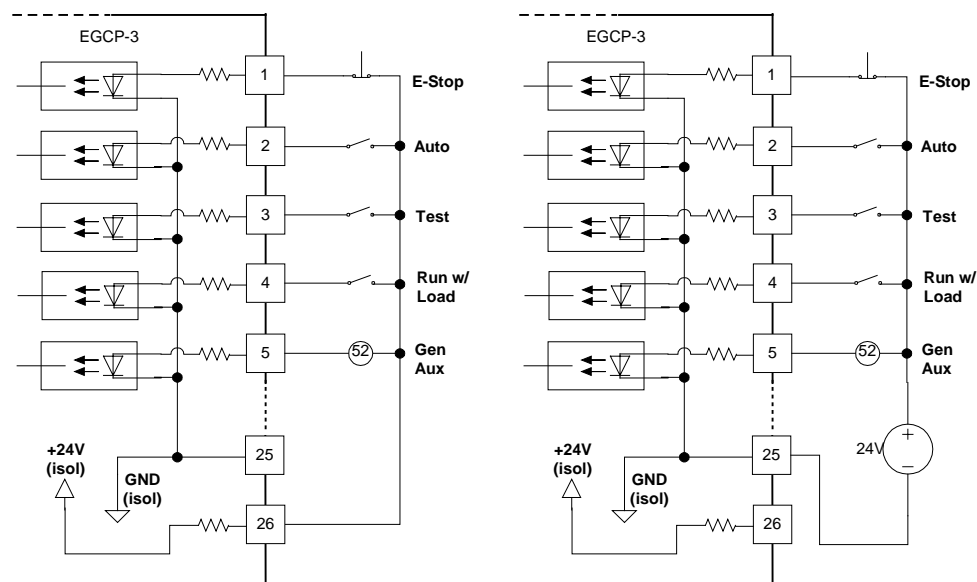 EGCP-3
1
E-Stop
2
Auto
3
Test
4
Run w/
Load
5
52
Gen
Aux
+24V
(isol)
GND
(isol)
25
26
EGCP-3
1
E-Stop
2
Auto
3
Test
4
Run w/
Load
5
52
Gen
Aux
+24V
(isol)
GND
(isol)
25
24V
+
−
26